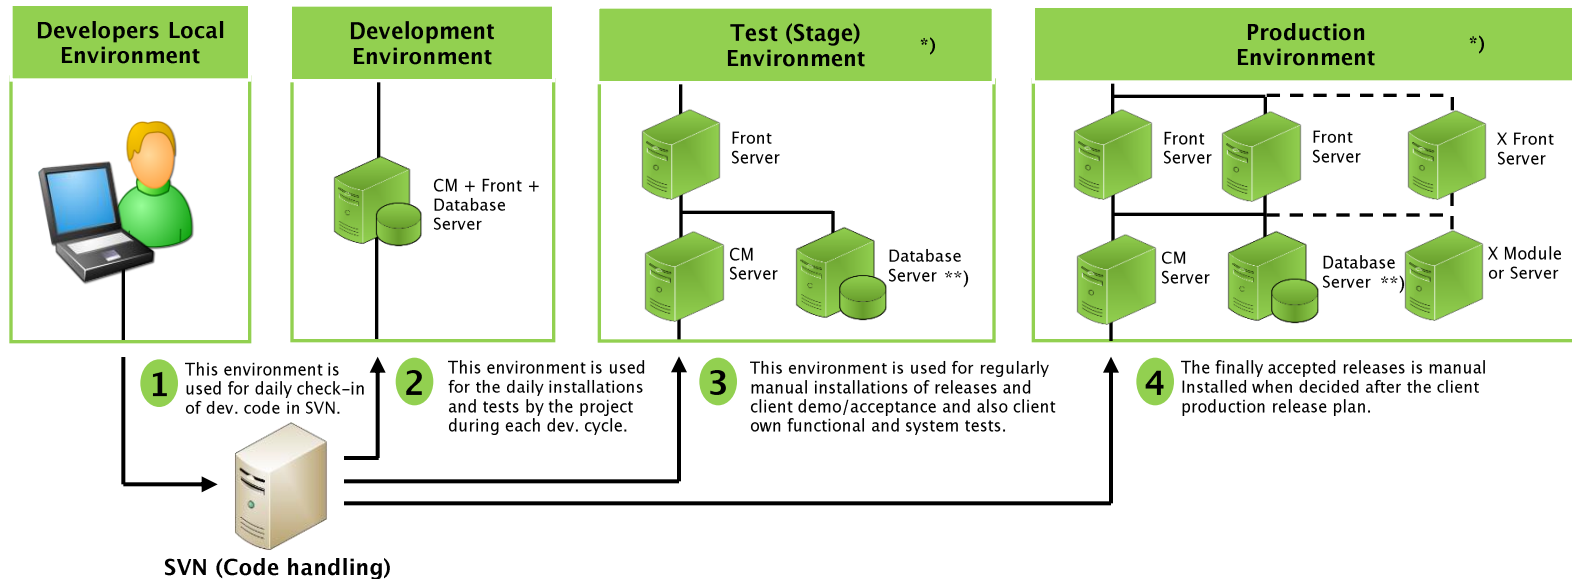 Developers Local
Environment
Development
Environment
Test (Stage)
Environment
*)
Production
Environment
*)
CM + Front +
Database
Server
Front
Server
CM
Server
Database
Server **)
Front
Server
Front
Server
X Front
Server
CM
Server
Database
Server **)
X Module
or Server
1
This environment is
used for daily check-in
of dev. code in SVN.
2
This environment is used
for the daily installations
and tests by the project
during each dev. cycle.
3
This environment is used for regularly
manual installations of releases and
client demo/acceptance and also client
own functional and system tests.
4
The finally accepted releases is manual
Installed when decided after the client
production release plan.
SVN (Code handling)